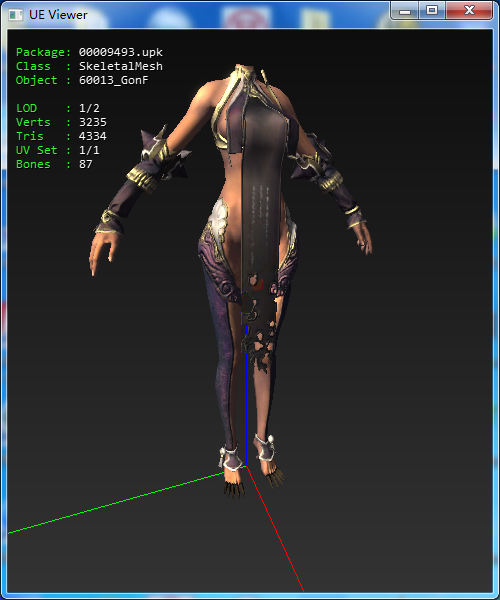 UE Viewer
Package: 00009493.upk
Class : SkeletalMesh
Object : 60013_GonF
LOD : 1/2
Verts : 3235
Tris : 4334
UV Set : 1/1
Bones : 87